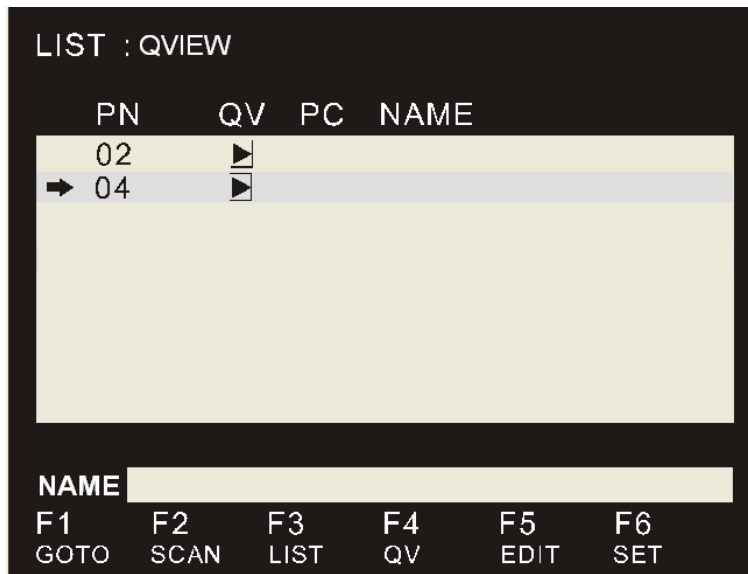 LIST : QVIEW
PN QV PC NAME
02
04
NAME
F1 F2 F3 F4 F5 F6
GOTO SCAN LIST QV EDIT SET